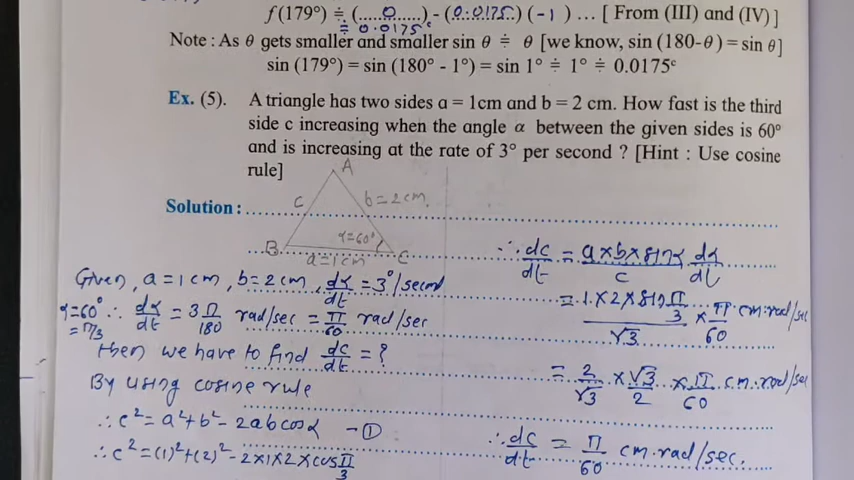 f(179°) ≑ (.....0......) - (0.0175..) (-1) ... [ From (III) and (IV) ]
≑ 0.0175ᶜ
Note : As θ gets smaller and smaller sin θ ≑ θ [we know, sin (180-θ) = sin θ]
sin (179°) = sin (180° - 1°) = sin 1° ≑ 1° ≑ 0.0175ᶜ
Ex. (5). A triangle has two sides a = 1cm and b = 2 cm. How fast is the third
side c increasing when the angle α between the given sides is 60°
and is increasing at the rate of 3° per second ? [Hint : Use cosine
rule]
A
C b=2cm.
Solution :
B α=60° C
a=1cm
Given, a=1cm, b=2cm, dα/dt = 3°/second
α=60° ∴ dα/dt = 3π/180 rad/sec = π/60 rad/sec
=π/3
then we have to find dc/dt = ?
By using cosine rule
∴ c² = a²+b² - 2abcosα -①
∴ c² = (1)²+(2)² - 2×1×2×cosπ/3
∴ dc/dt = a×b×sinα/c dα/dt
= 1×2×sinπ/3/√3 × π/60 cm·rad/sec
= 2/√3 × √3/2 × π/60 cm·rad/sec
∴ dc/dt = π/60 cm·rad/sec.